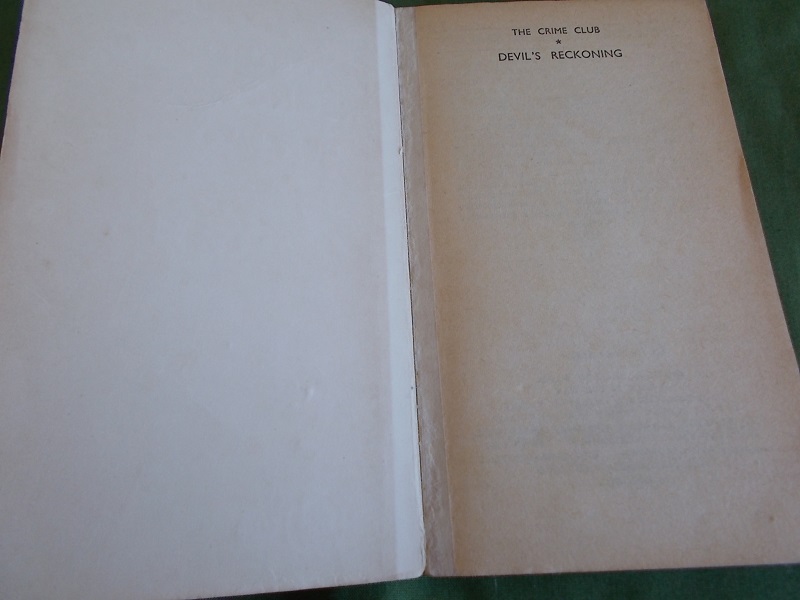 THE CRIME CLUB
*
DEVIL'S RECKONING